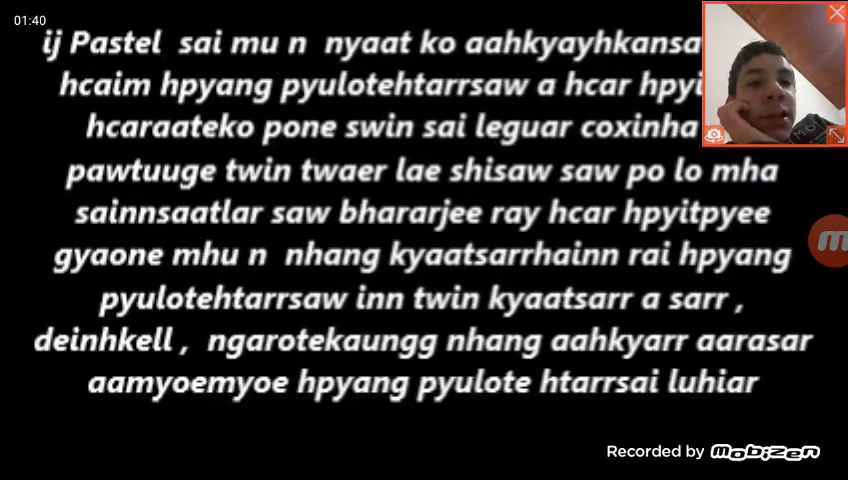 01:40
ij Pastel sai mu n nyaat ko aahkyayhkansa
hcaim hpyang pyulotehtarrsaw a hcar hpyi
hcaraateko pone swin sai leguar coxinha
pawtuuge twin twaer lae shisaw saw po lo mha
sainnsaatlar saw bhararjee ray hcar hpyitpyee
gyaone mhu n nhang kyaatsarrhainn rai hpyang
pyulotehtarrsaw inn twin kyaatsarr a sarr ,
deinhkell , ngarotekaungg nhang aahkyarr aarasar
aamyoemyoe hpyang pyulote htarrsai luhiar
Recorded by mobizen